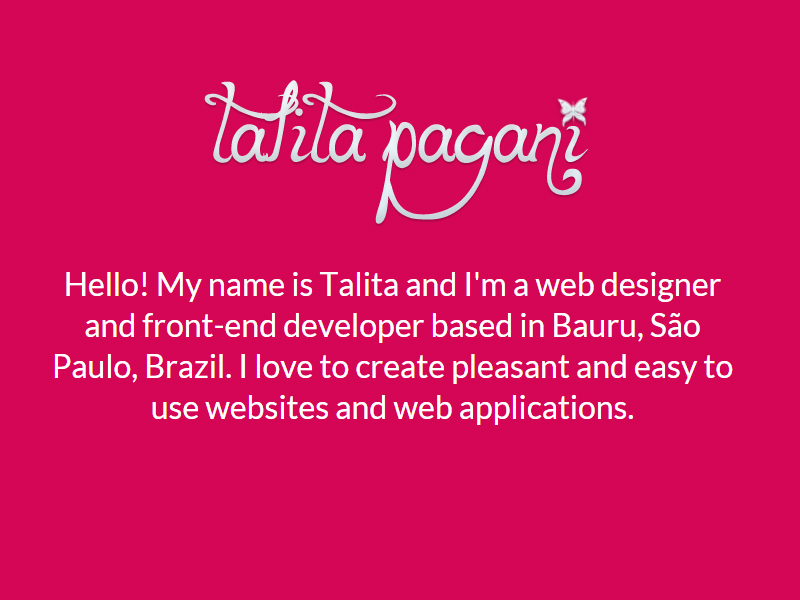 talita pagani
Hello! My name is Talita and I'm a web designer
and front-end developer based in Bauru, São
Paulo, Brazil. I love to create pleasant and easy to
use websites and web applications.